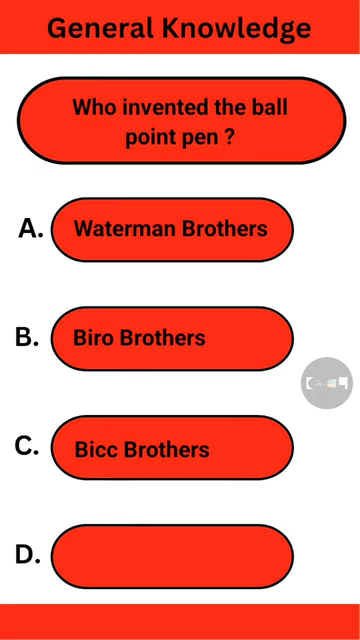 General Knowledge
Who invented the ball
point pen ?
A. Waterman Brothers
B. Biro Brothers
C. Bicc Brothers
D.